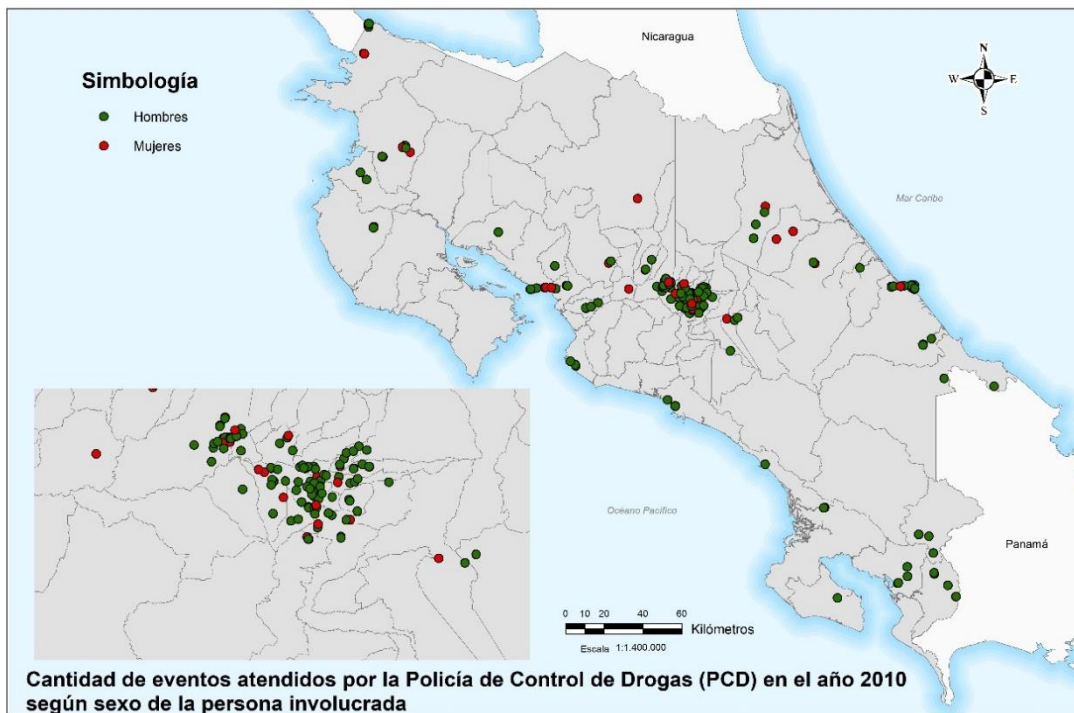 Nicaragua
N
W E
S
Simbología
Hombres
Mujeres
Mar Caribe
Océano Pacífico
Panamá
0 10 20 40 60
Kilómetros
Escala 1:1.400.000
Cantidad de eventos atendidos por la Policía de Control de Drogas (PCD) en el año 2010
según sexo de la persona involucrada